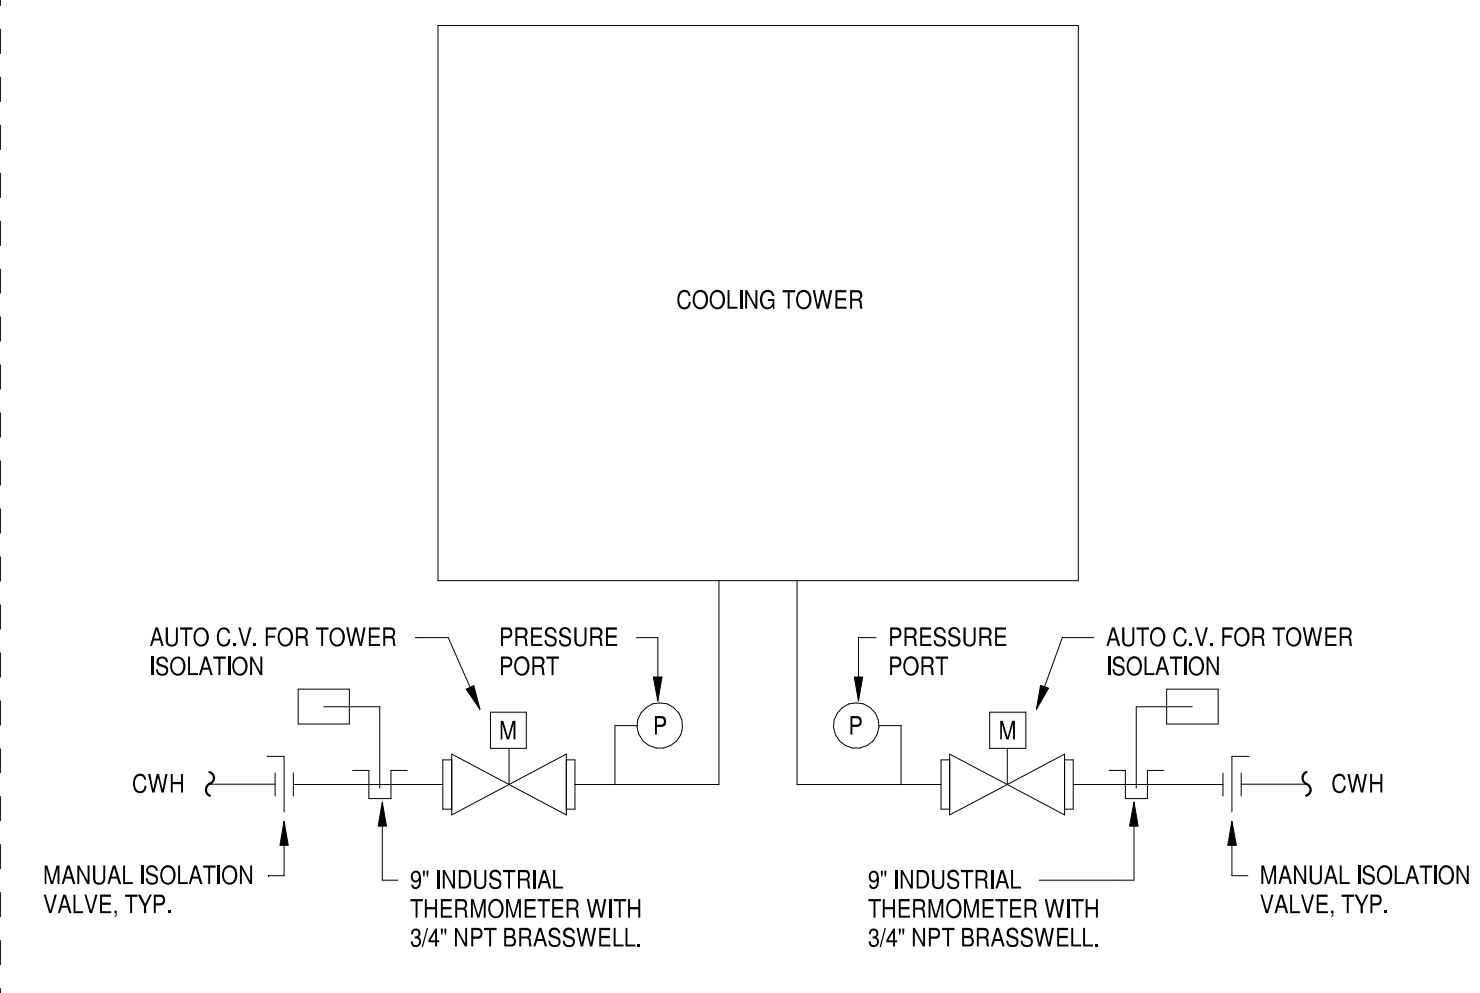 COOLING TOWER
AUTO C.V. FOR TOWER
ISOLATION
PRESSURE
PORT
PRESSURE
PORT
AUTO C.V. FOR TOWER
ISOLATION
M
P
P
M
CWH
CWH
MANUAL ISOLATION
VALVE, TYP.
9" INDUSTRIAL
THERMOMETER WITH
3/4" NPT BRASSWELL.
9" INDUSTRIAL
THERMOMETER WITH
3/4" NPT BRASSWELL.
MANUAL ISOLATION
VALVE, TYP.